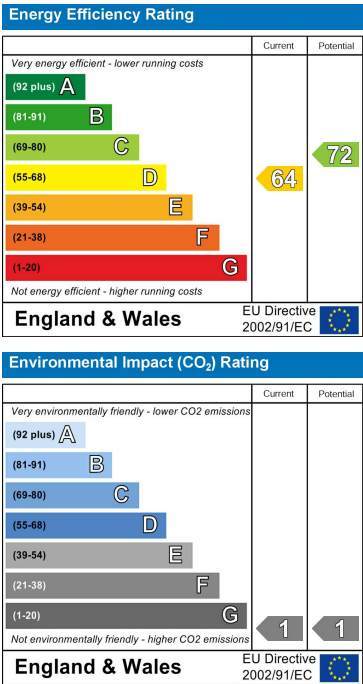 Energy Efficiency Rating
Current Potential
Very energy efficient - lower running costs
(92 plus) A
(81-91) B
(69-80) C
72
(55-68) D
64
(39-54) E
(21-38) F
(1-20) G
Not energy efficient - higher running costs
England & Wales
EU Directive
2002/91/EC
Environmental Impact (CO₂) Rating
Current Potential
Very environmentally friendly - lower CO2 emissions
(92 plus) A
(81-91) B
(69-80) C
(55-68) D
(39-54) E
(21-38) F
(1-20) G
1 1
Not environmentally friendly - higher CO2 emissions
England & Wales
EU Directive
2002/91/EC